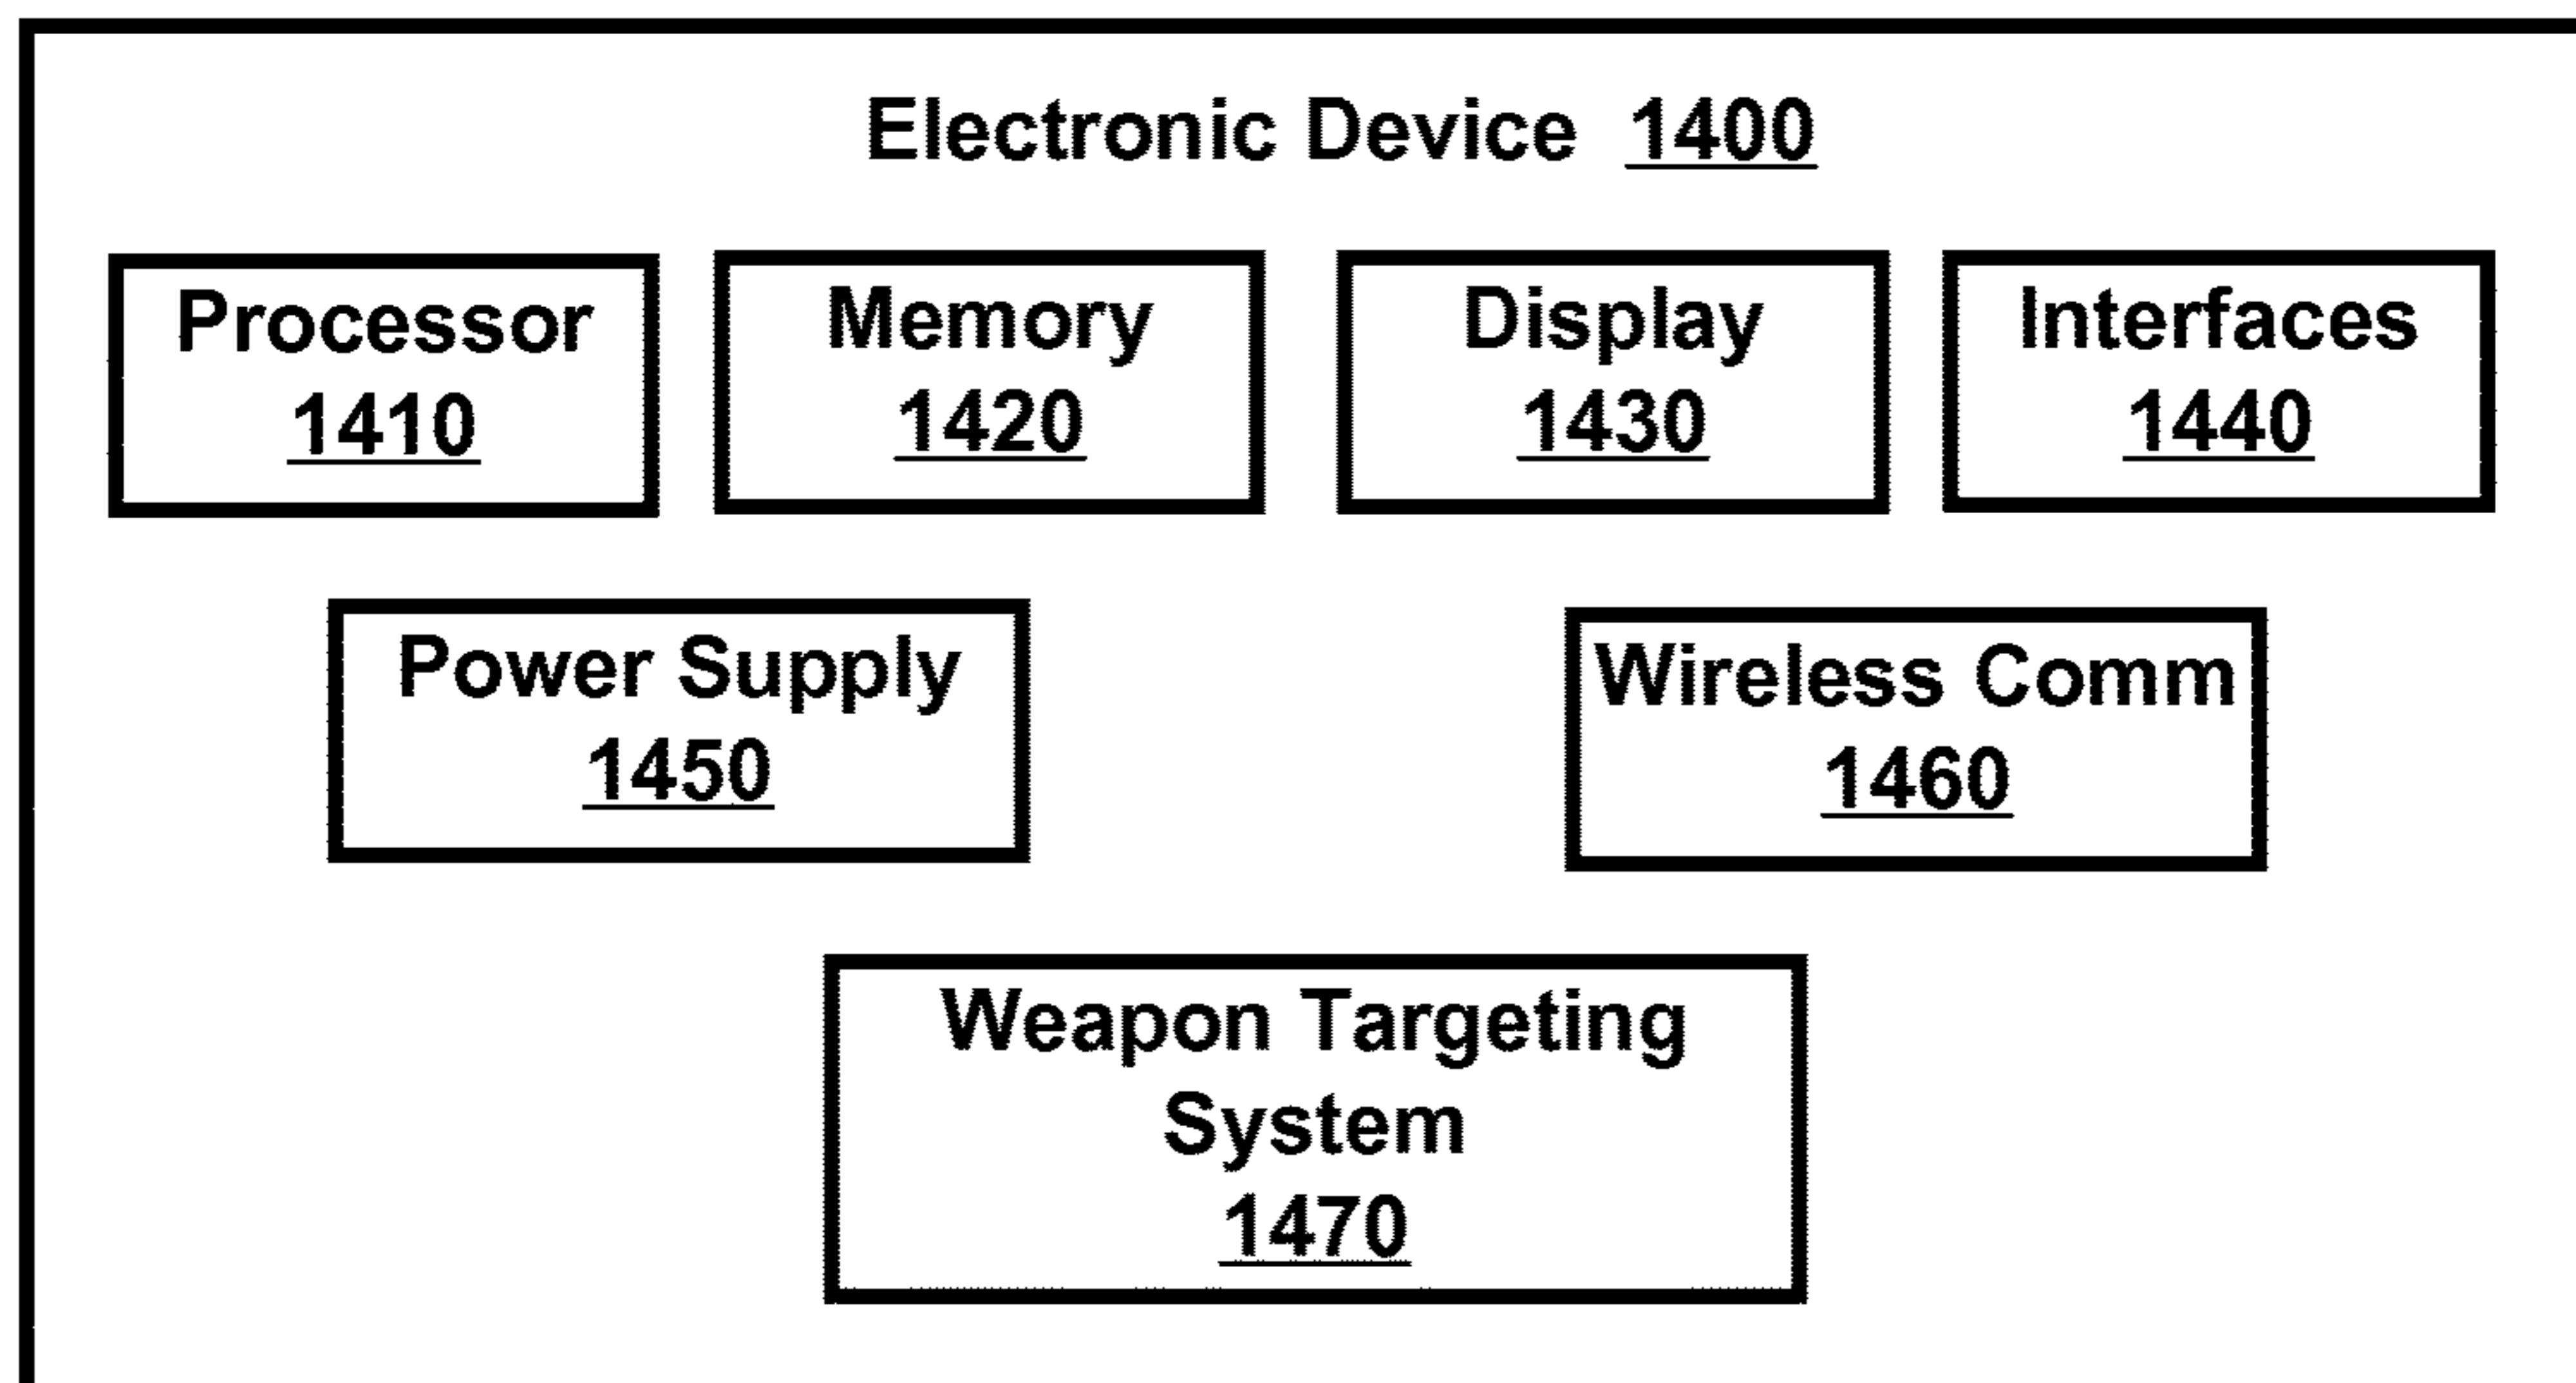 Electronic Device 1400
Processor
1410
Memory
1420
Display
1430
Interfaces
1440
Power Supply
1450
Wireless Comm
1460
Weapon Targeting
System
1470